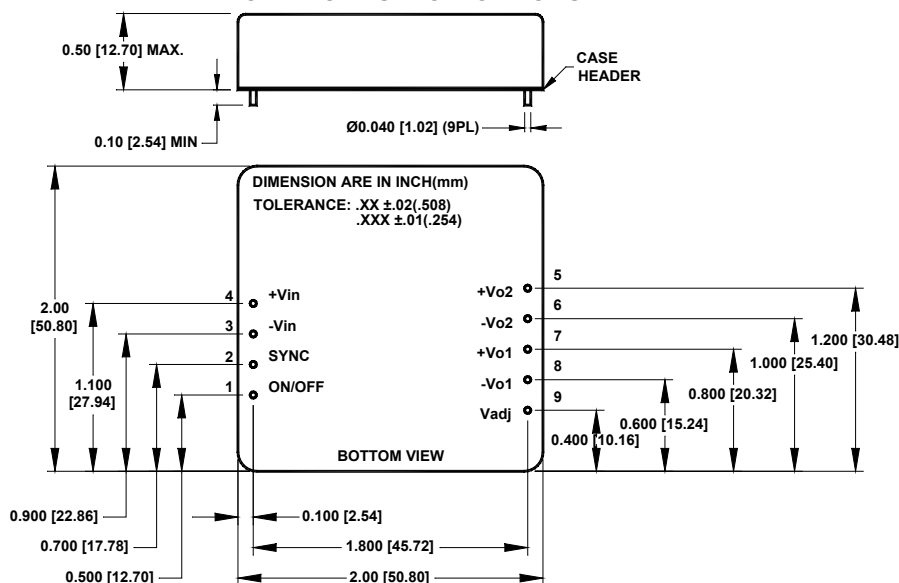 0.50 [12.70] MAX.
CASE
HEADER
Ø0.040 [1.02] (9PL)
0.10 [2.54] MIN
DIMENSION ARE IN INCH(mm)
TOLERANCE: .XX ±.02(.508)
.XXX ±.01(.254)
2.00
[50.80]
1.100
[27.94]
4 +Vin
3 -Vin
2 SYNC
1 ON/OFF
+Vo2 5
-Vo2 6
+Vo1 7
-Vo1 8
Vadj 9
1.200 [30.48]
1.000 [25.40]
0.800 [20.32]
0.600 [15.24]
0.400 [10.16]
BOTTOM VIEW
0.900 [22.86]
0.700 [17.78]
0.500 [12.70]
0.100 [2.54]
1.800 [45.72]
2.00 [50.80]